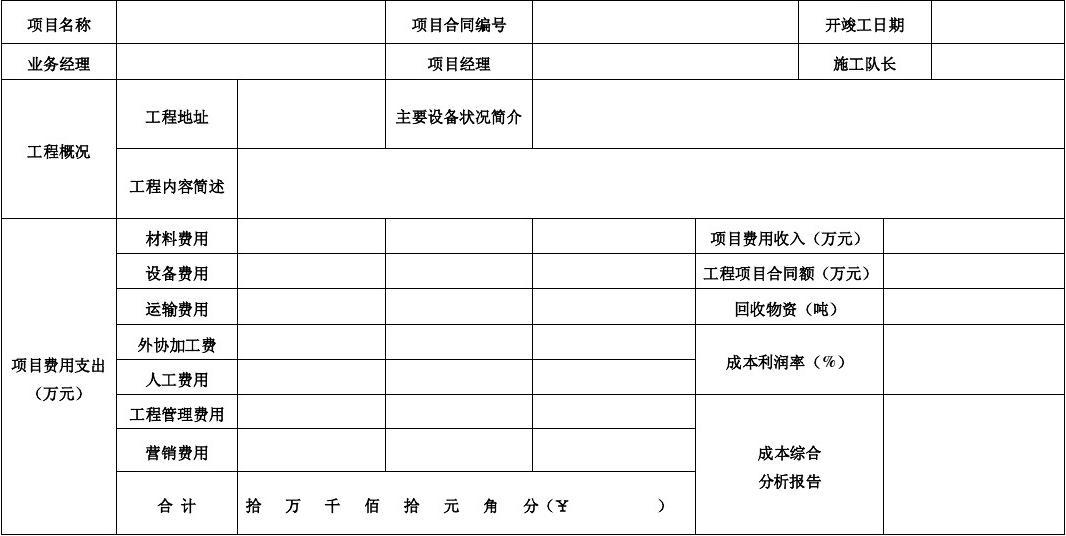 项目名称 项目合同编号 开竣工日期
业务经理 项目经理 施工队长
工程概况
工程地址 主要设备状况简介
工程内容简述
项目费用支出
(万元)
材料费用 项目费用收入(万元)
设备费用 工程项目合同额(万元)
运输费用 回收物资(吨)
外协加工费
成本利润率(%)
人工费用
工程管理费用
营销费用
成本综合
分析报告
合 计 拾 万 千 佰 拾 元 角 分(¥ )